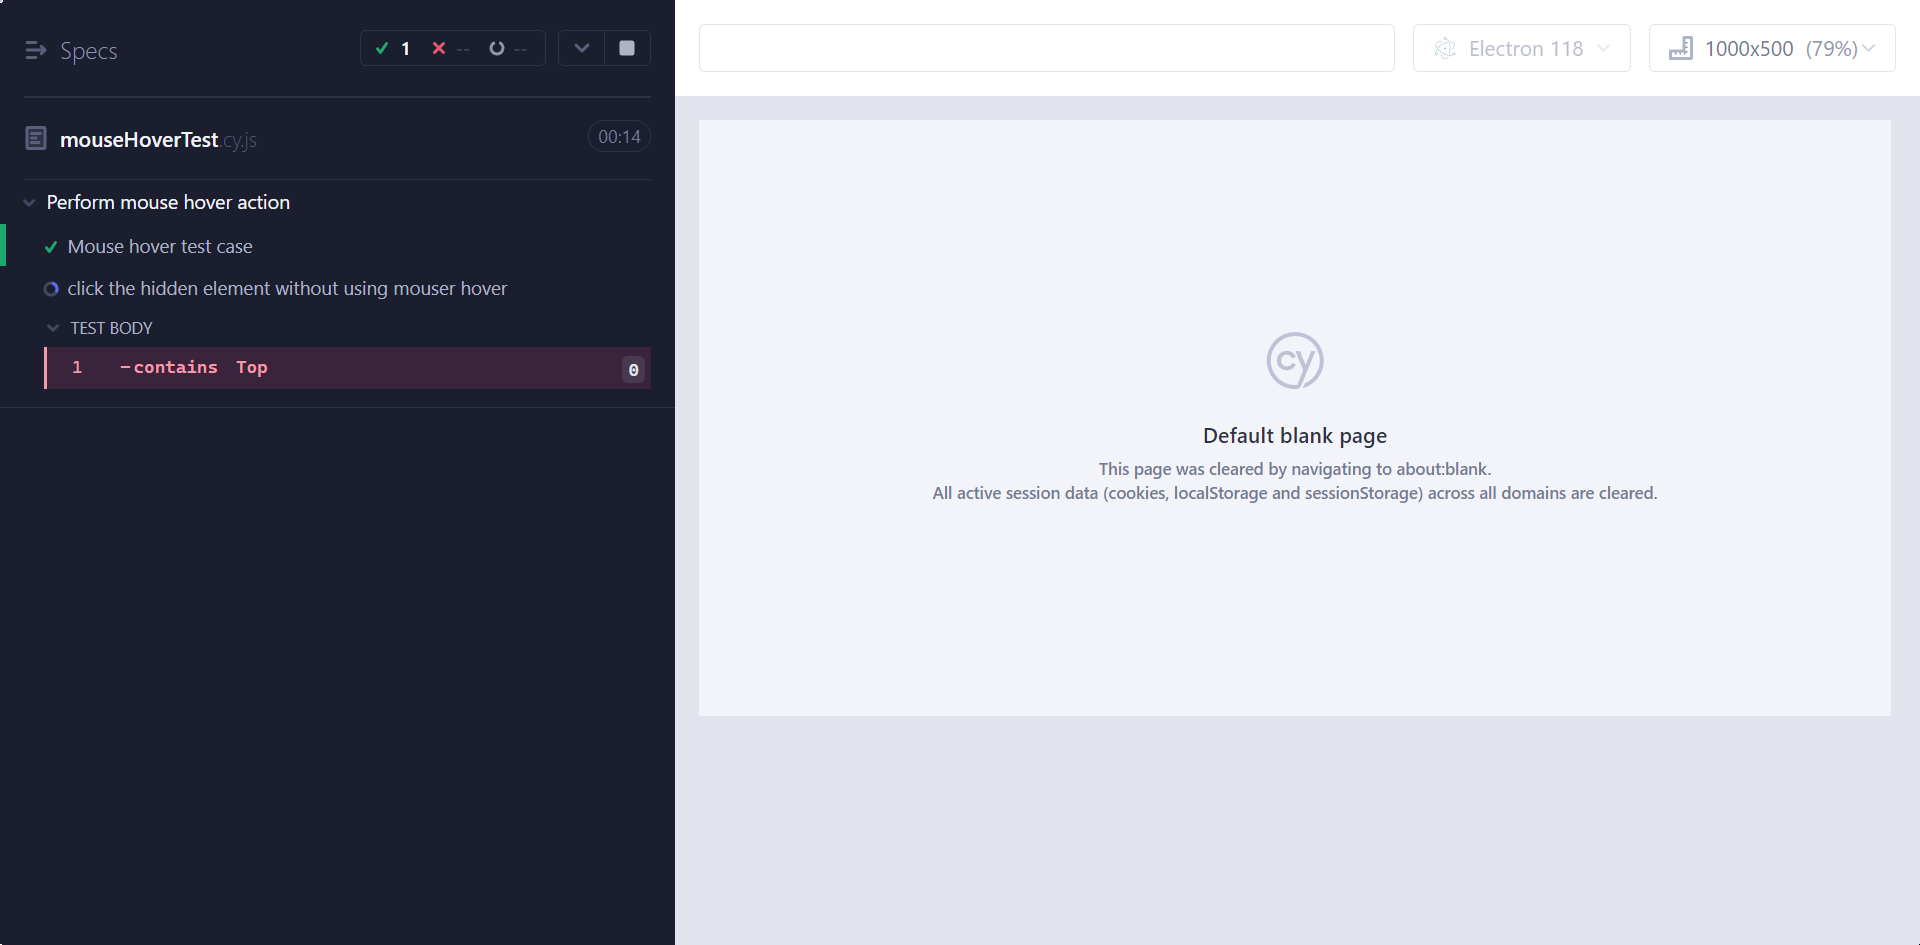 Specs
1 -- --
mouseHoverTest.cy.js
00:14
Perform mouse hover action
Mouse hover test case
click the hidden element without using mouser hover
TEST BODY
1 -contains Top 0
Electron 118
1000x500 (79%)
cy
Default blank page
This page was cleared by navigating to about:blank.
All active session data (cookies, localStorage and sessionStorage) across all domains are cleared.